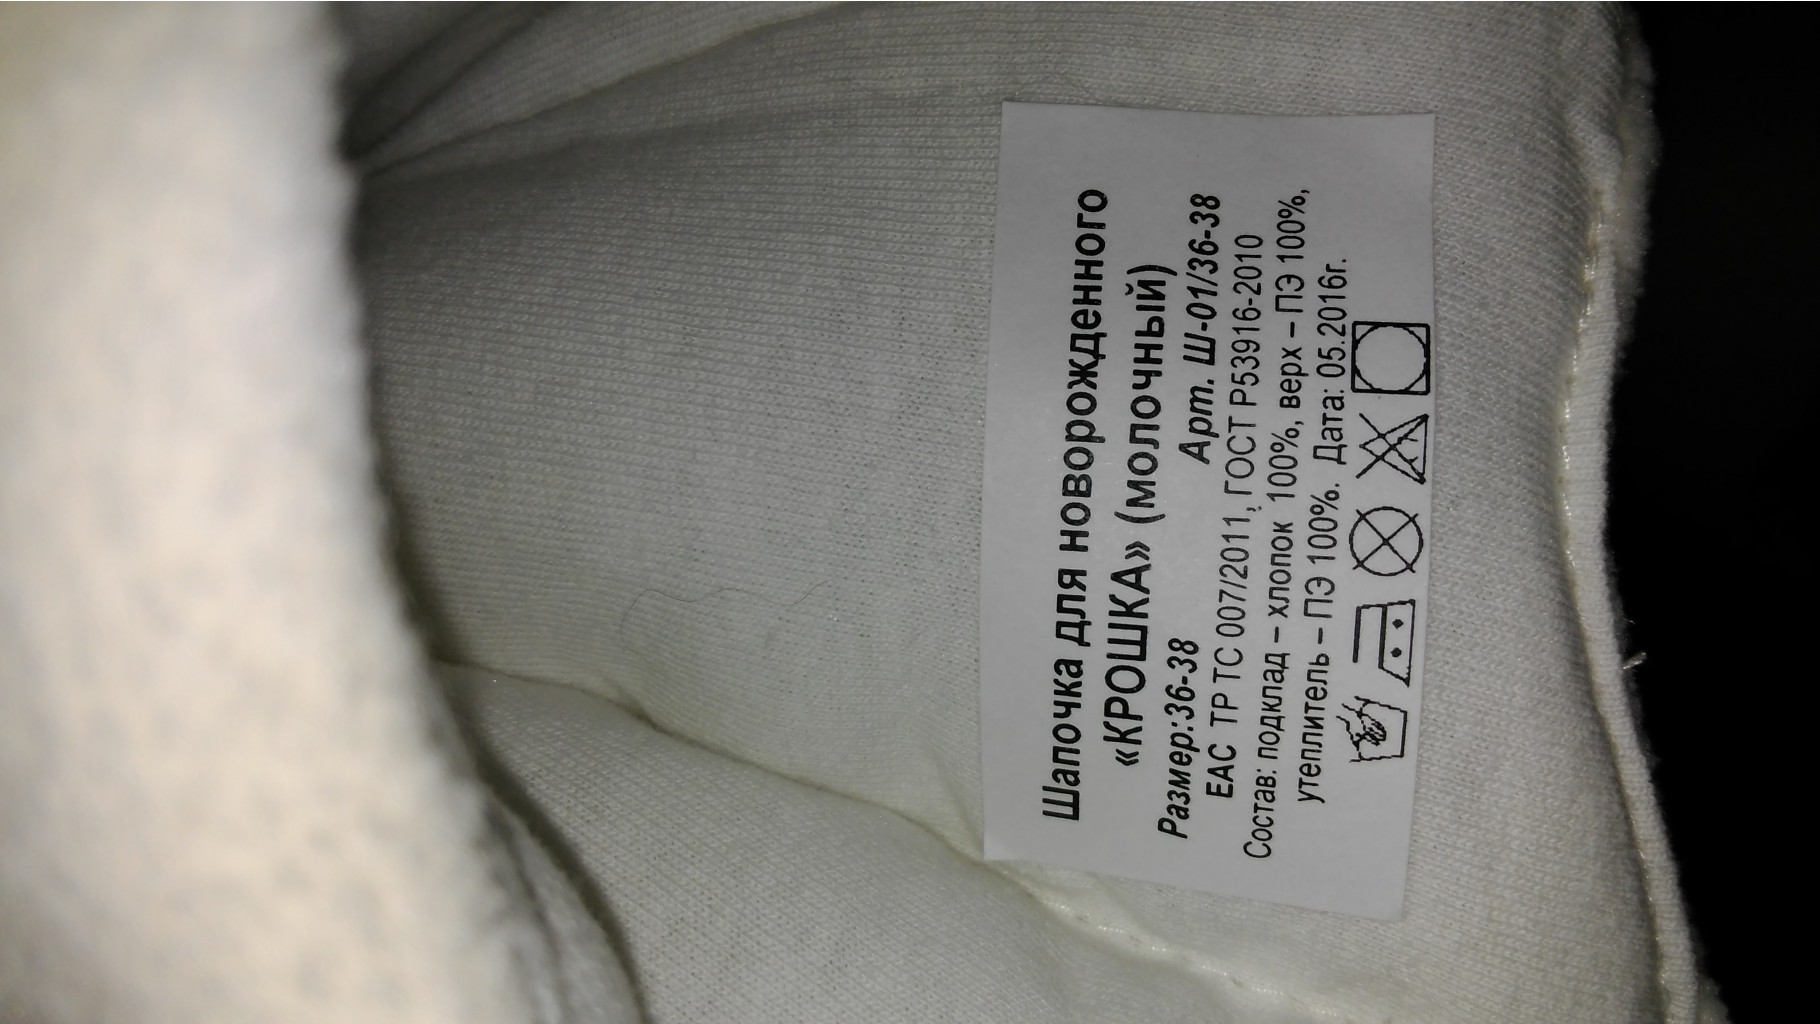 Шапочка для новорожденного
«КРОШКА» (молочный)
Размер:36-38 Арт. Ш-01/36-38
ЕАС ТР ТС 007/2011, ГОСТ Р53916-2010
Состав: подклад – хлопок 100%, верх – ПЭ 100%,
утеплитель – ПЭ 100%. Дата: 05.2016г.